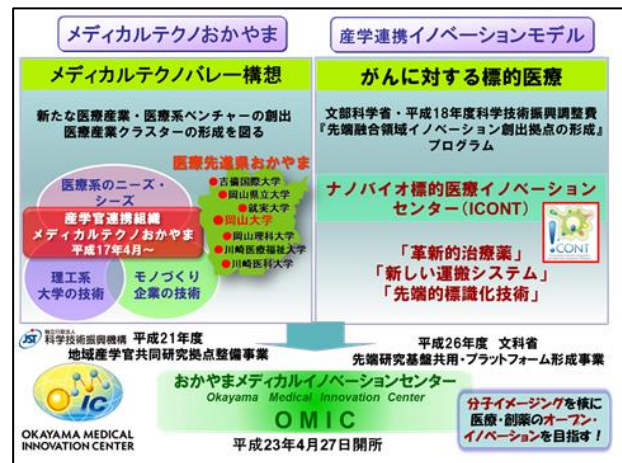 メディカルテクノおかやま
メディカルテクノバレー構想
新たな医療産業・医療系ベンチャーの創出
医療産業クラスターの形成を図る
医療先進県おかやま
吉備国際大学
岡山県立大学
就実大学
岡山大学
岡山理科大学
川崎医療福祉大学
川崎医科大学
医療系のニーズ・
シーズ
産学官連携組織
メディカルテクノおかやま
平成17年4月~
理工系
大学の技術
モノづくり
企業の技術
産学連携イノベーションモデル
がんに対する標的医療
文部科学省・平成18年度科学技術振興調整費
『先端融合領域イノベーション創出拠点の形成』
プログラム
ナノバイオ標的医療イノベーション
センター(ICONT)
ICONT
「革新的治療薬」
「新しい運搬システム」
「先端的標識化技術」
JST 独立行政法人
科学技術振興機構 平成21年度
地域産学官共同研究拠点整備事業
平成26年度 文科省
先端研究基盤共用・プラットフォーム形成事業
おかやまメディカルイノベーションセンター
Okayama Medical Innovation Center
OMIC
平成23年4月27日開所
OMIC
OKAYAMA MEDICAL
INNOVATION CENTER
分子イメージングを核に
医療・創薬のオープン・
イノベーションを目指す!